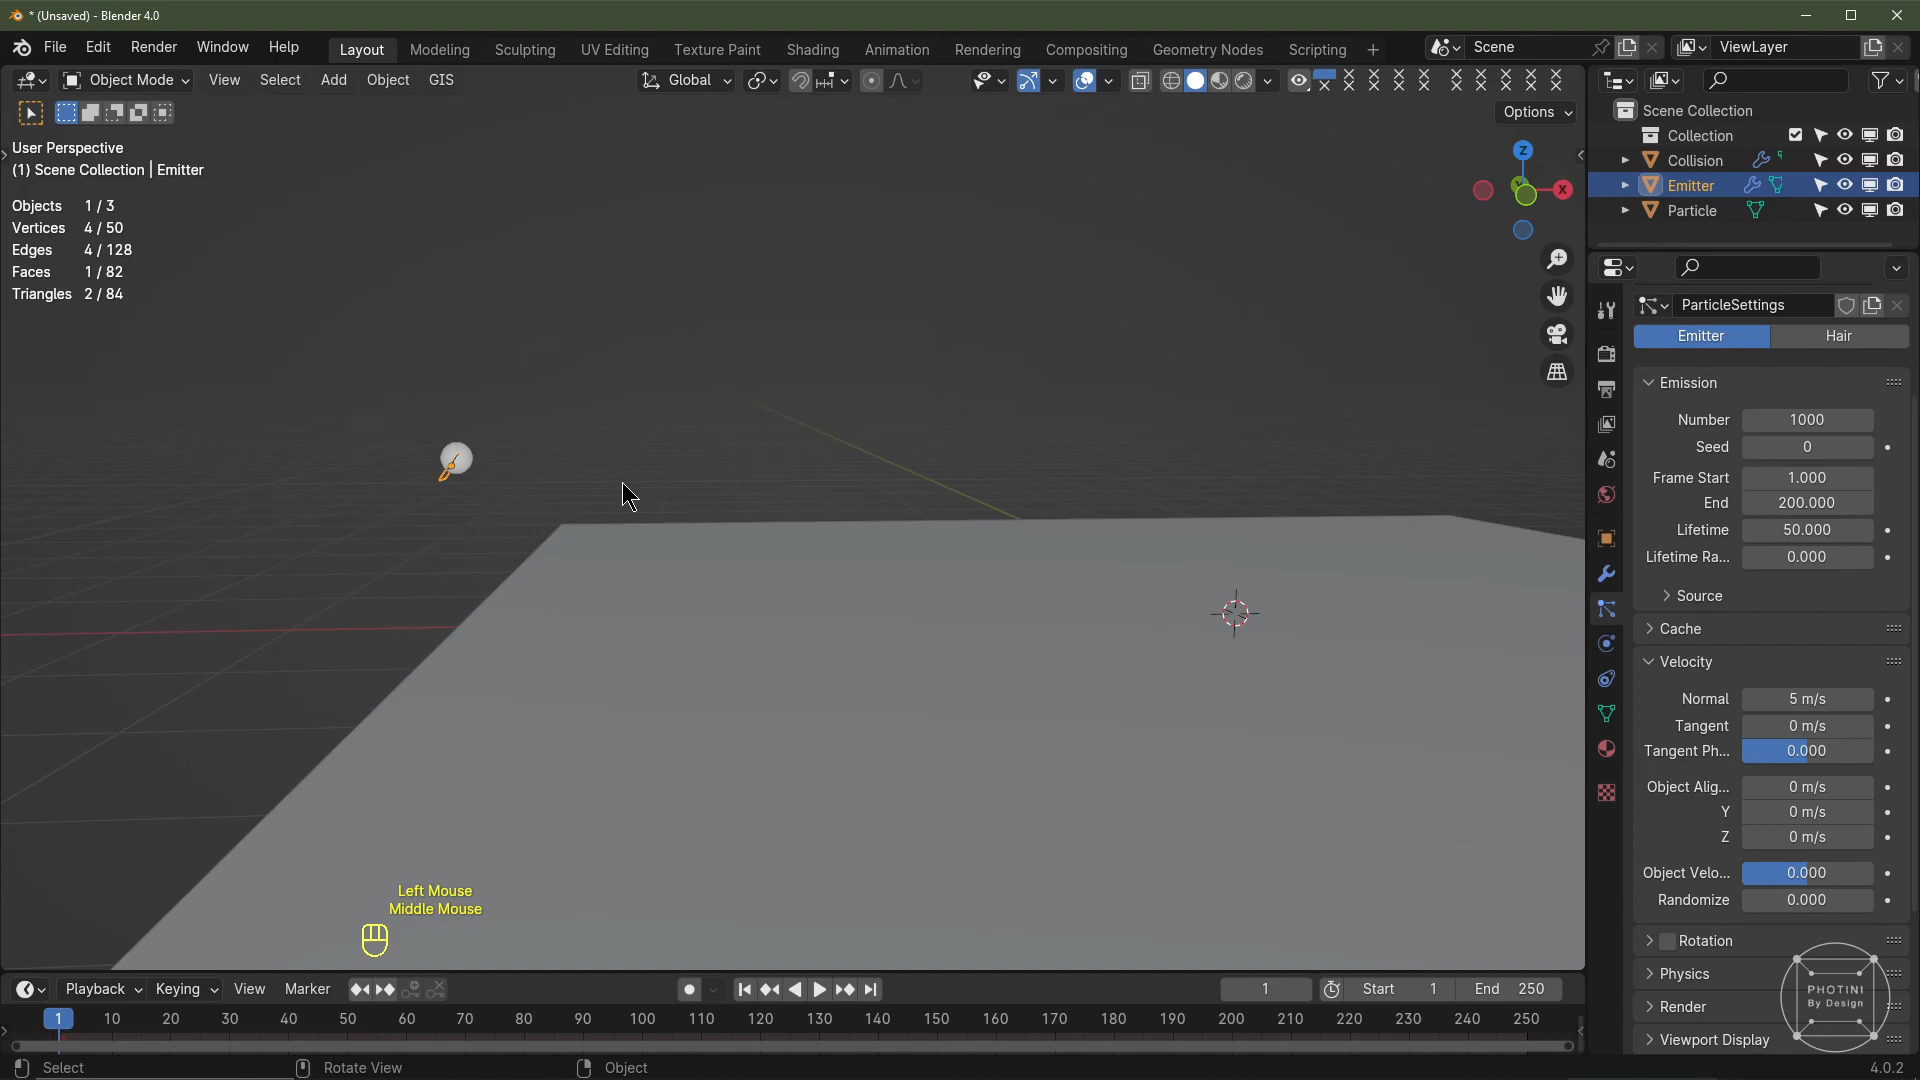 * (Unsaved) - Blender 4.0
File Edit Render Window Help
Layout Modeling Sculpting UV Editing Texture Paint Shading Animation Rendering Compositing Geometry Nodes Scripting +
Scene
ViewLayer
Object Mode View Select Add Object GIS
Global
Options
User Perspective
(1) Scene Collection | Emitter
Objects 1 / 3
Vertices 4 / 50
Edges 4 / 128
Faces 1 / 82
Triangles 2 / 84
Z
X
Scene Collection
Collection
Collision
Emitter
Particle
ParticleSettings
Emitter Hair
Emission
Number 1000
Seed 0
Frame Start 1.000
End 200.000
Lifetime 50.000
Lifetime Ra... 0.000
Source
Cache
Velocity
Normal 5 m/s
Tangent 0 m/s
Tangent Ph... 0.000
Object Alig... 0 m/s
Y 0 m/s
Z 0 m/s
Object Velo... 0.000
Randomize 0.000
Rotation
Physics
Render
Viewport Display
PHOTINI
By Design
Left Mouse
Middle Mouse
Playback Keying View Marker
1
Start 1
End 250
1 10 20 30 40 50 60 70 80 90 100 110 120 130 140 150 160 170 180 190 200 210 220 230 240 250
Select
Rotate View
Object
4.0.2